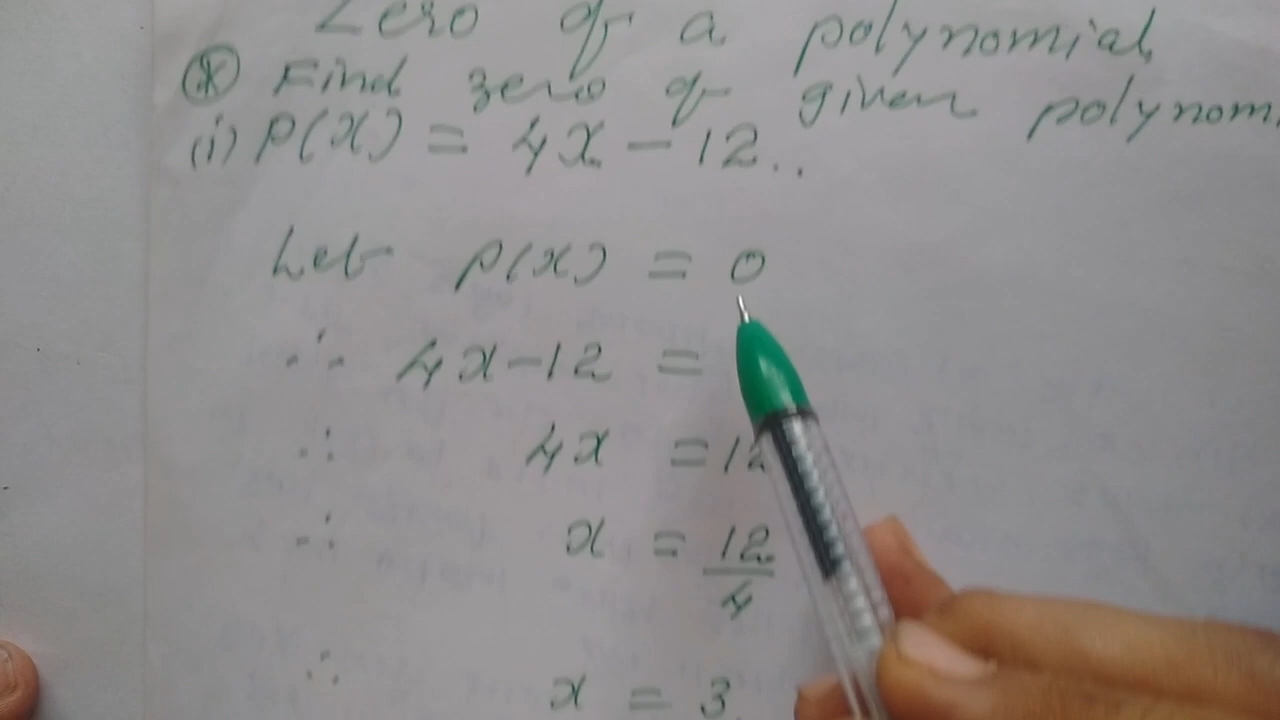 Zero of a polynomial
(*) Find zero of given polynom
(i) P(x) = 4x - 12..
Let P(x) = 0
∴ 4x-12 =
∴ 4x = 12
∴ x = 12/4
∴ x = 3